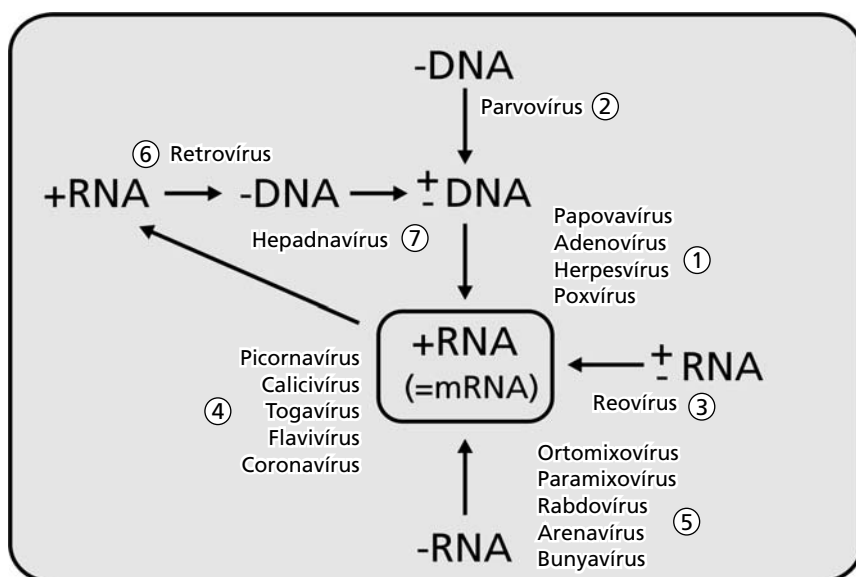 -DNA
Parvovírus ②
⑥ Retrovírus
+RNA → -DNA → ± DNA
Hepadnavírus ⑦
Papovavírus
Adenovírus
Herpesvírus
Poxvírus
①
+RNA
(=mRNA)
± RNA
Reovírus ③
Picornavírus
Calicivírus
Togavírus
Flavivírus
Coronavírus
④
Ortomixovírus
Paramixovírus
Rabdovírus
Arenavírus
Bunyavírus
⑤
-RNA